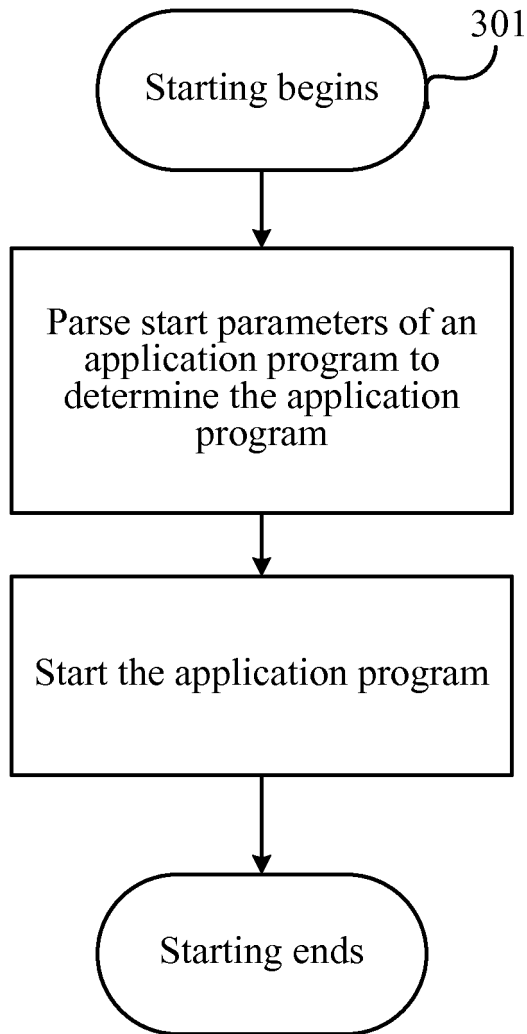 301
Starting begins
Parse start parameters of an
application program to
determine the application
program
Start the application program
Starting ends